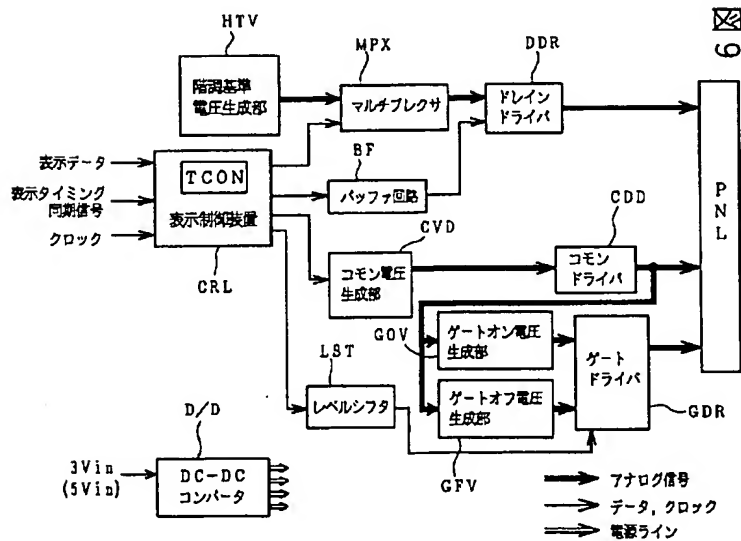 図 9
HTV
MPX
DDR
階調基準
電圧生成部
マルチプレクサ
ドレイン
ドライバ
表示データ
表示タイミング
同期信号
クロック
TCON
表示制御装置
CRL
BF
バッファ回路
CVD
コモン電圧
生成部
CDD
コモン
ドライバ
PNL
GOV
ゲートオン電圧
生成部
ゲート
ドライバ
GDR
LST
レベルシフタ
ゲートオフ電圧
生成部
GFV
D/D
3Vin
(5Vin)
DC-DC
コンバータ
アナログ信号
データ, クロック
電源ライン